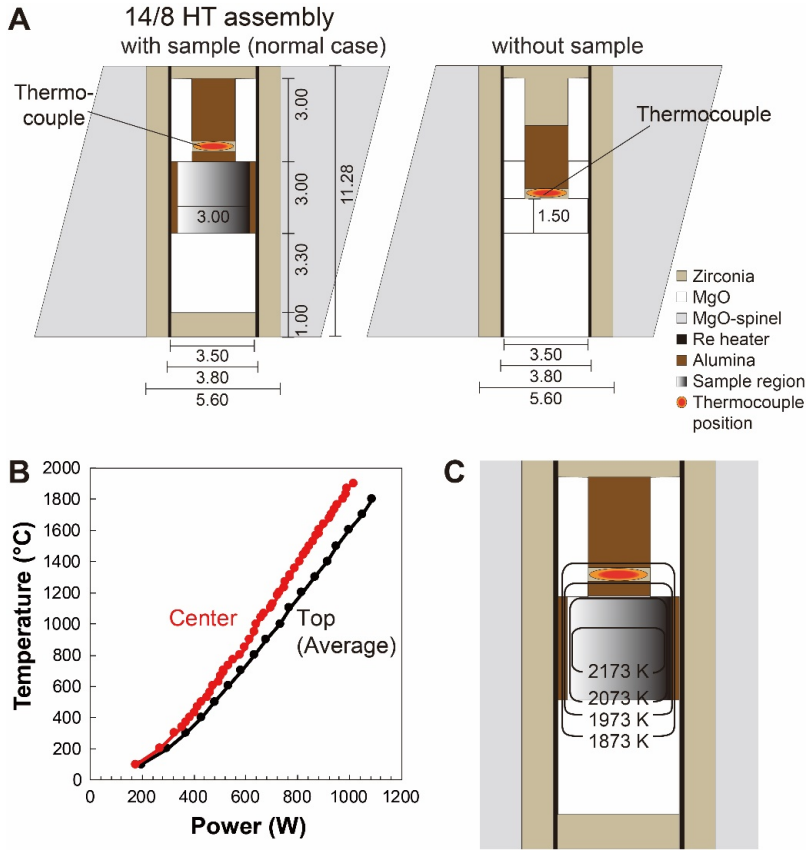 A
14/8 HT assembly
with sample (normal case)
without sample
Thermo-
couple
Thermocouple
3.00
3.00
3.30
1.00
11.28
3.00
1.50
3.50
3.80
5.60
3.50
3.80
5.60
Zirconia
MgO
MgO-spinel
Re heater
Alumina
Sample region
Thermocouple
position
B
Temperature (°C)
2000
1800
1600
1400
1200
1000
800
600
400
200
0
Center
Top
(Average)
0 200 400 600 800 1000 1200
Power (W)
C
2173 K
2073 K
1973 K
1873 K